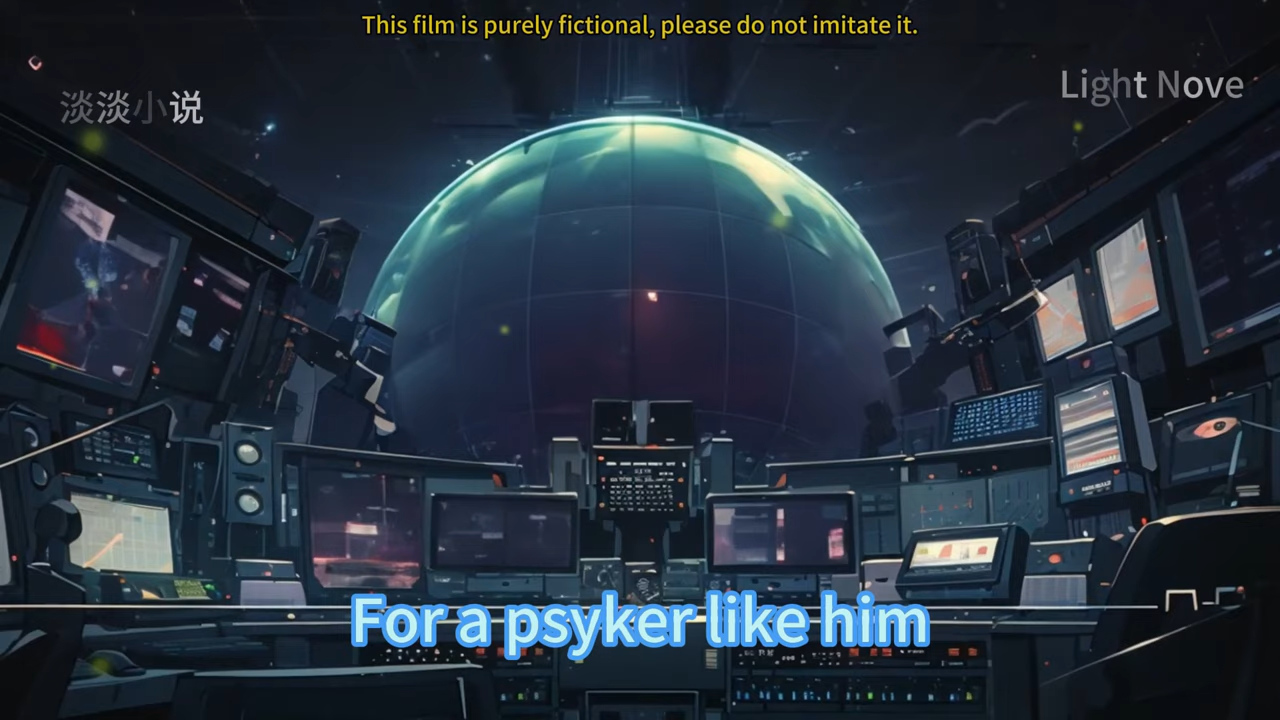 This film is purely fictional, please do not imitate it.
淡淡小说
Light Nove
For a psyker like him